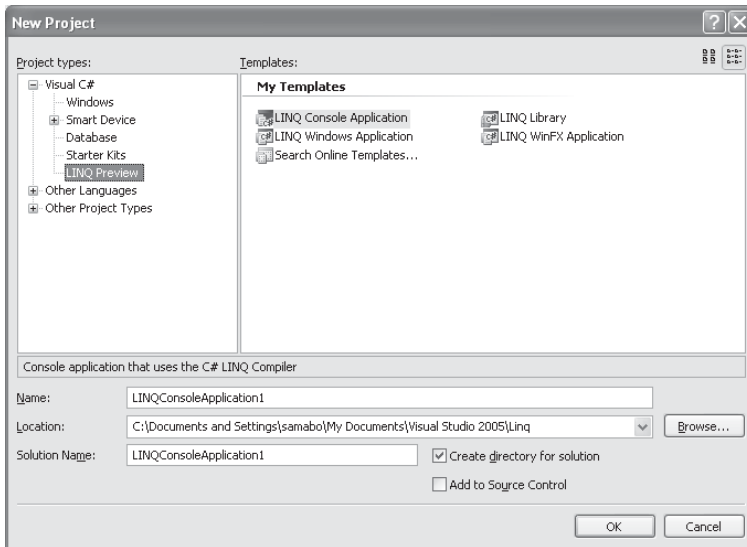 New Project
Project types:
Templates:
Visual C#
Windows
Smart Device
Database
Starter Kits
LINQ Preview
Other Languages
Other Project Types
My Templates
LINQ Console Application
LINQ Library
LINQ Windows Application
LINQ WinFX Application
Search Online Templates...
Console application that uses the C# LINQ Compiler
Name:
LINQConsoleApplication1
Location:
C:\Documents and Settings\samabo\My Documents\Visual Studio 2005\Linq
Browse...
Solution Name:
LINQConsoleApplication1
Create directory for solution
Add to Source Control
OK
Cancel